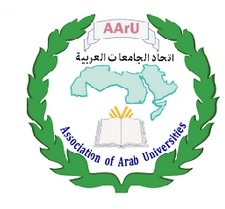 AArU
اتحاد الجامعات العربية
Association of Arab Universities